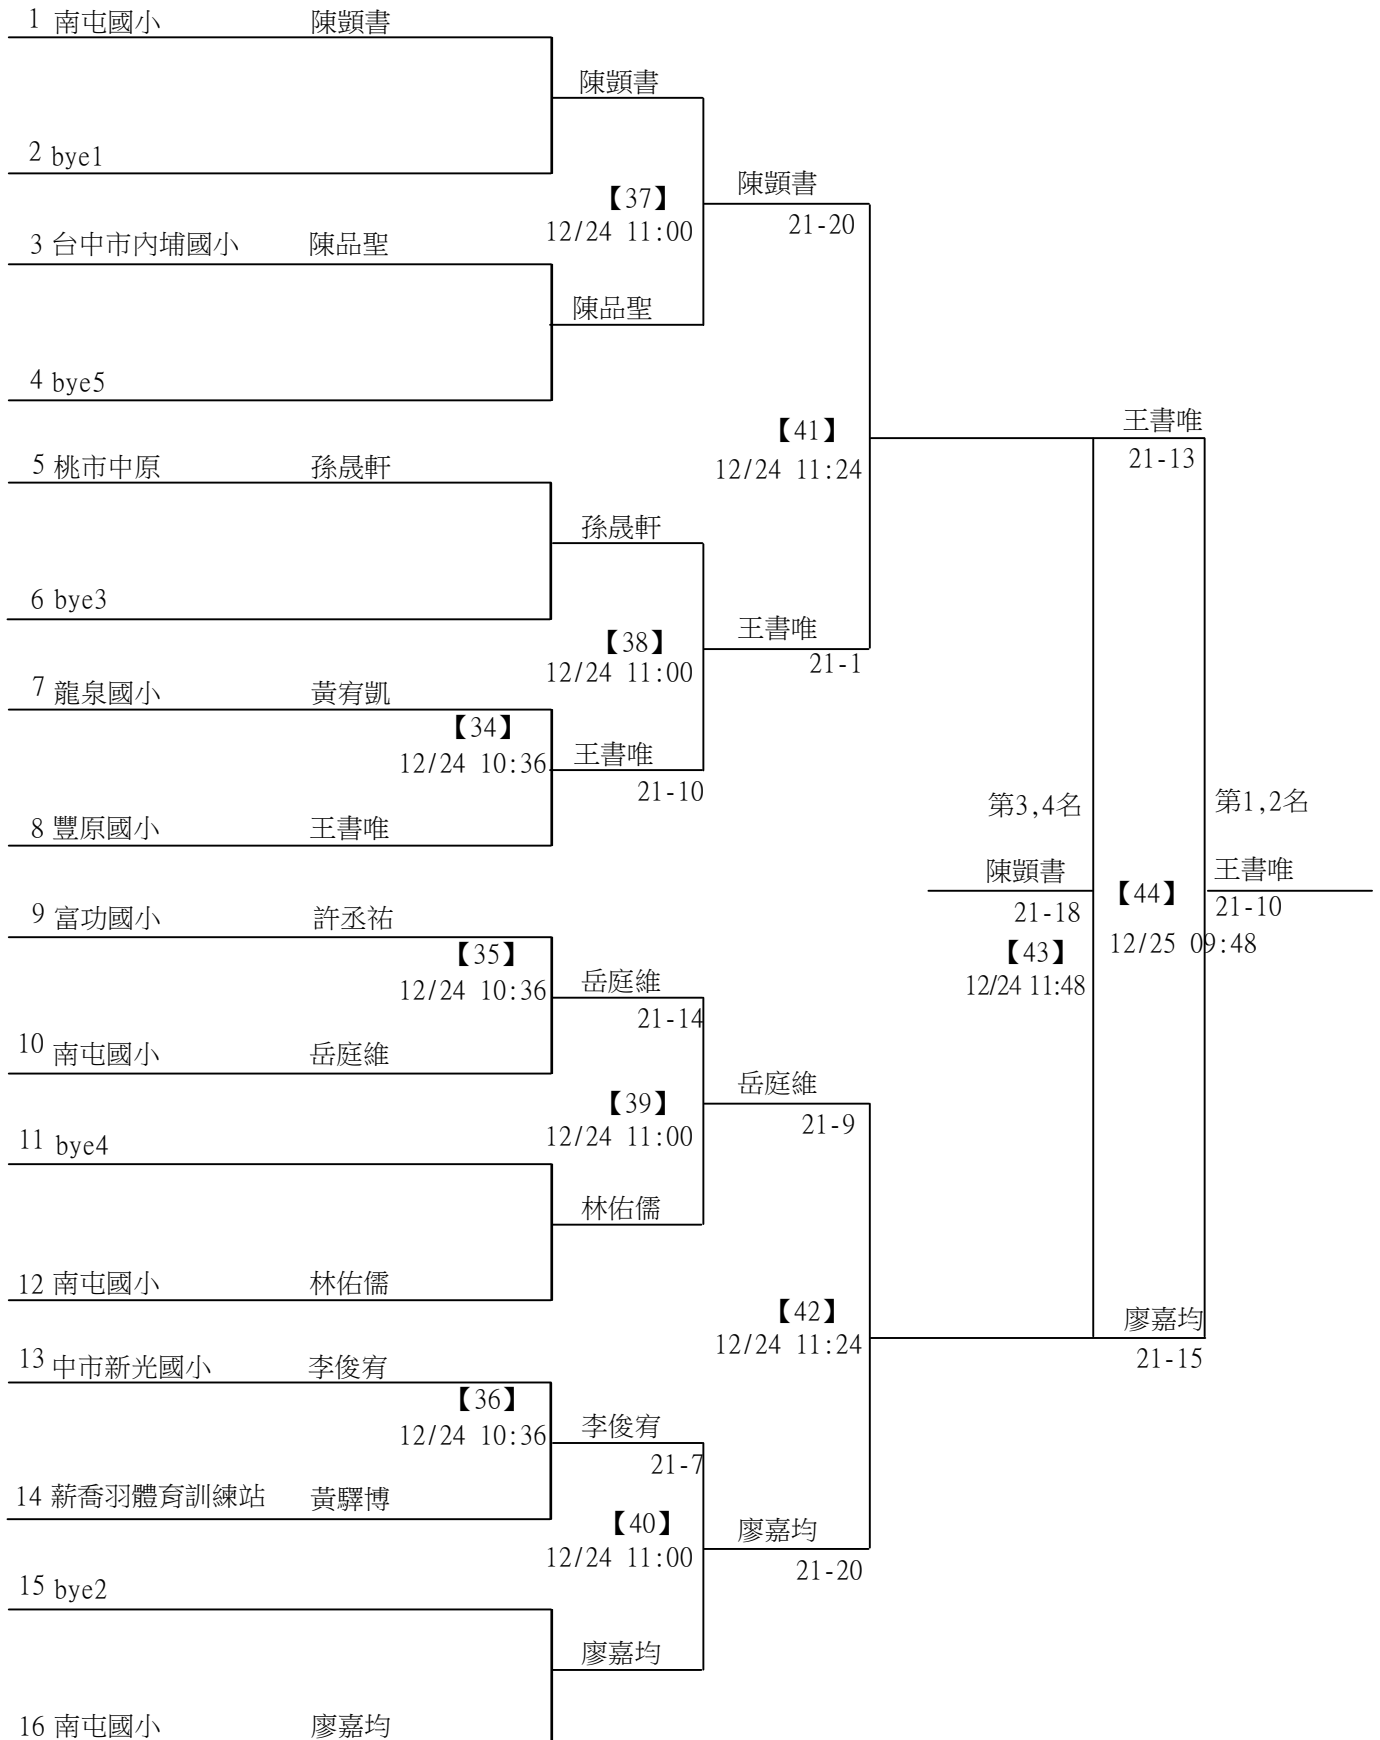 1 南屯國小 陳顗書
陳顗書
2 bye1
陳顗書
【37】
12/24 11:00
21-20
3 台中市內埔國小 陳品聖
陳品聖
4 bye5
王書唯
【41】
12/24 11:24
21-13
5 桃市中原 孫晟軒
孫晟軒
6 bye3
王書唯
【38】
12/24 11:00
21-1
7 龍泉國小 黃宥凱
【34】
12/24 10:36
王書唯
21-10
第3,4名
第1,2名
8 豐原國小 王書唯
陳顗書
王書唯
【44】
21-18
21-10
9 富功國小 許丞祐
【35】
【43】
12/25 09:48
12/24 10:36
岳庭維
12/24 11:48
21-14
10 南屯國小 岳庭維
岳庭維
【39】
12/24 11:00
21-9
11 bye4
林佑儒
12 南屯國小 林佑儒
【42】
12/24 11:24
廖嘉均
21-15
13 中市新光國小 李俊宥
【36】
12/24 10:36
李俊宥
21-7
14 薪喬羽體育訓練站 黃驛博
【40】
廖嘉均
12/24 11:00
21-20
15 bye2
廖嘉均
16 南屯國小 廖嘉均